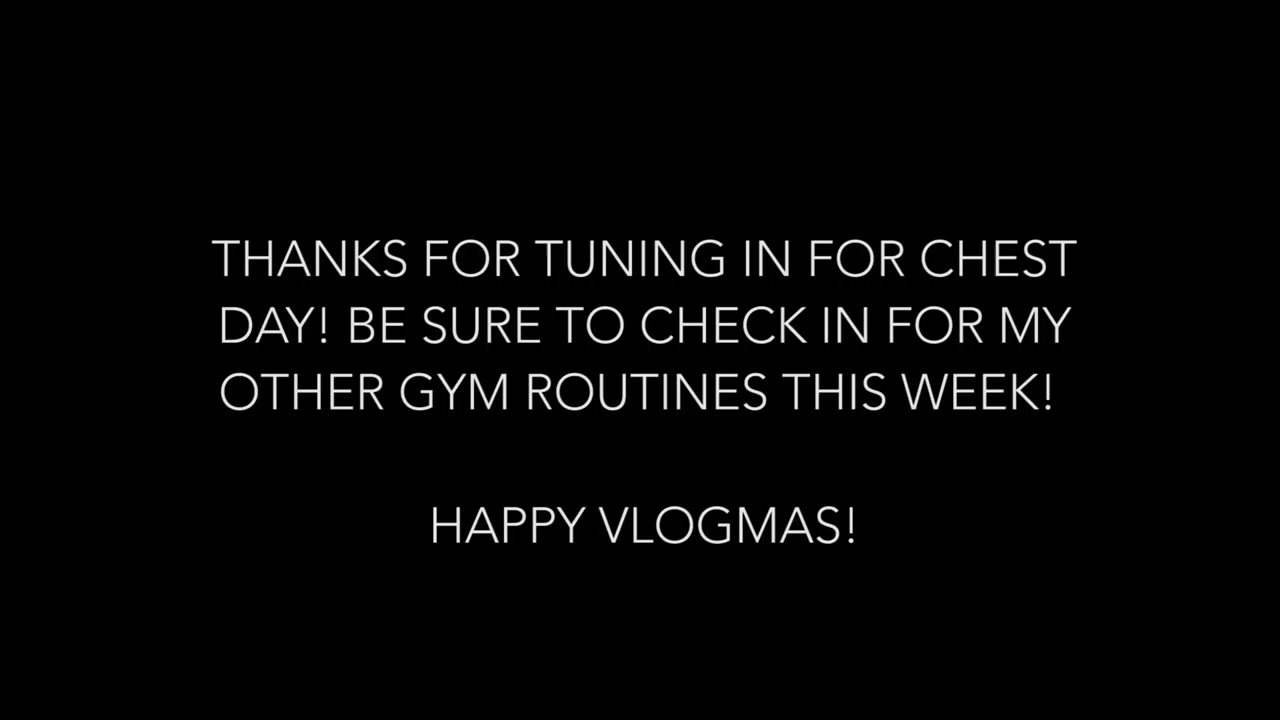 THANKS FOR TUNING IN FOR CHEST
DAY! BE SURE TO CHECK IN FOR MY
OTHER GYM ROUTINES THIS WEEK!
HAPPY VLOGMAS!